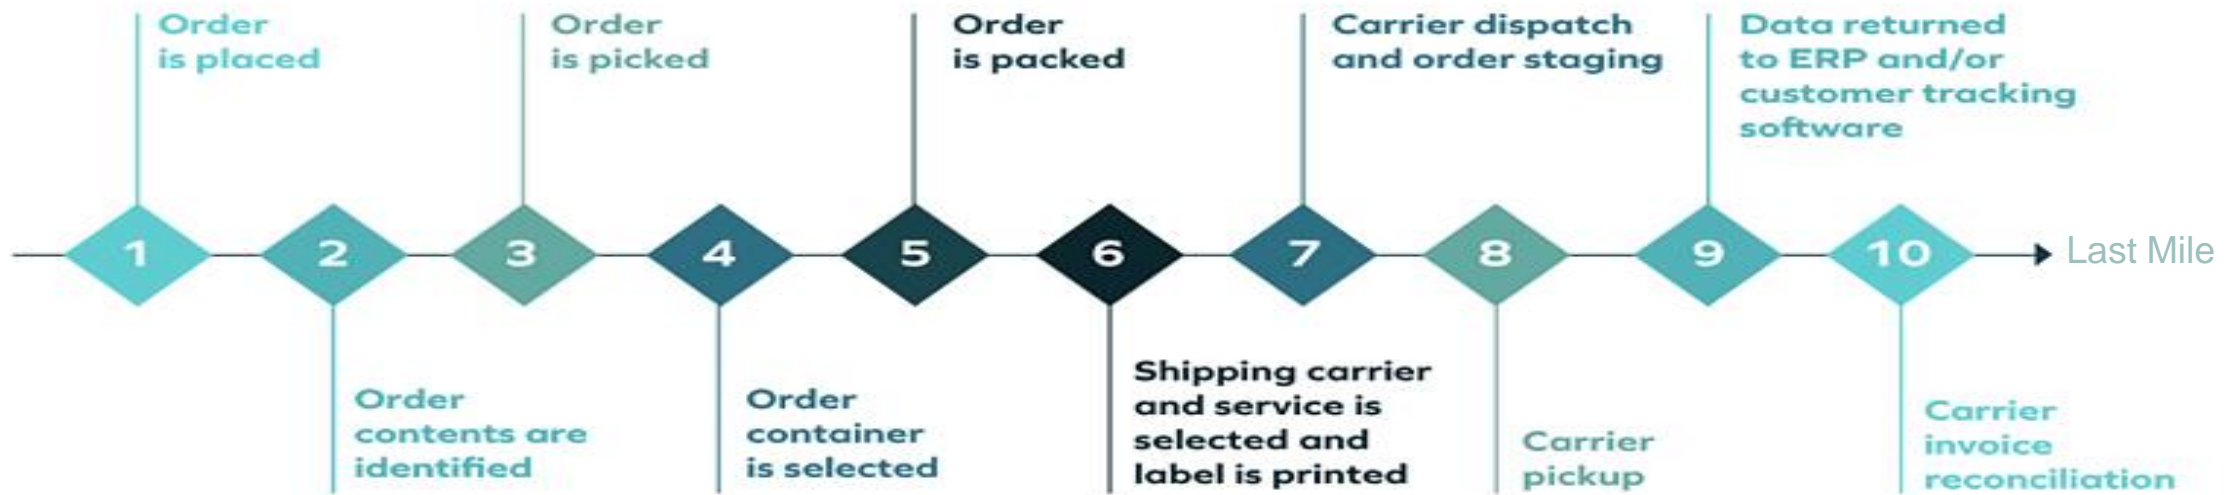 Order
is placed
Order
is picked
Order
is packed
Carrier dispatch
and order staging
Data returned
to ERP and/or
customer tracking
software
1
2
3
4
5
6
7
8
9
10
Last Mile
Order
contents are
identified
Order
container
is selected
Shipping carrier
and service is
selected and
label is printed
Carrier
pickup
Carrier
invoice
reconciliation